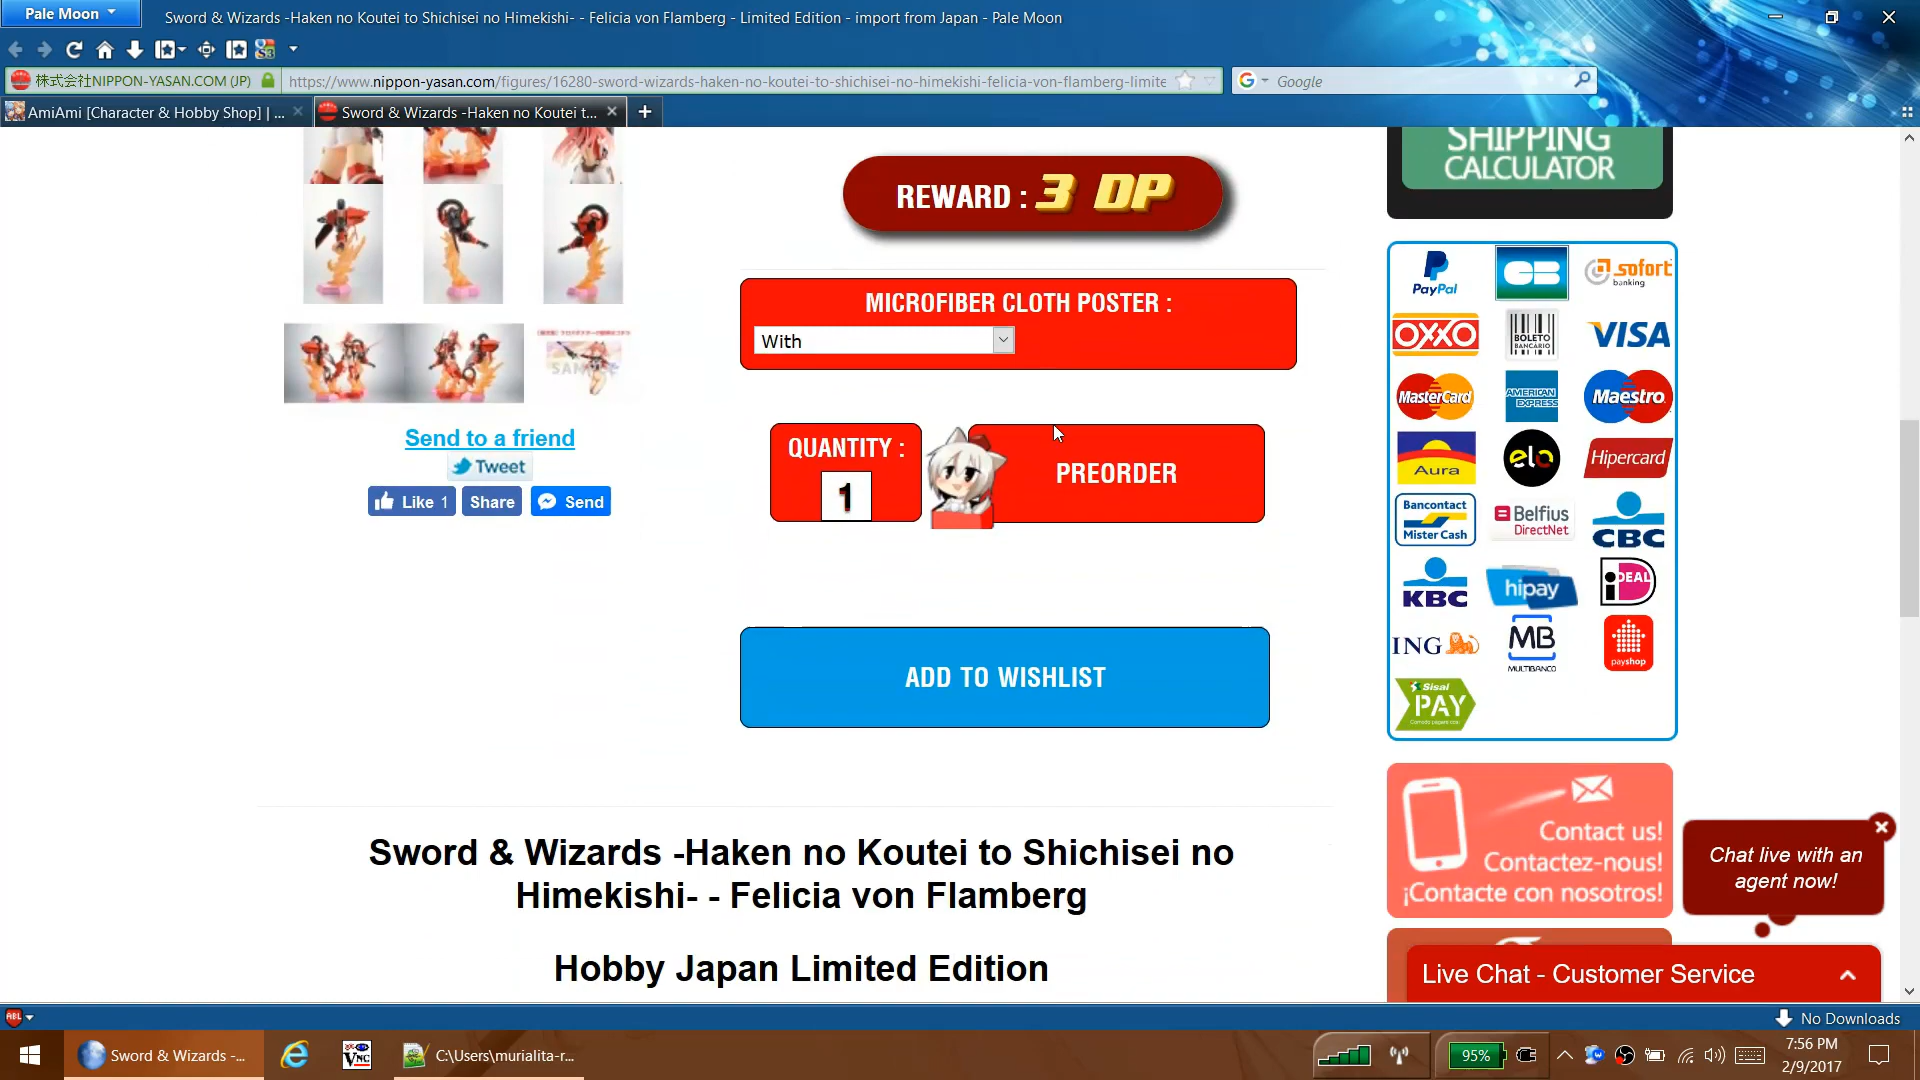 Pale Moon
Sword & Wizards -Haken no Koutei to Shichisei no Himekishi- - Felicia von Flamberg - Limited Edition - import from Japan - Pale Moon
株式会社NIPPON-YASAN.COM (JP)
https://www.nippon-yasan.com/figures/16280-sword-wizards-haken-no-koutei-to-shichisei-no-himekishi-felicia-von-flamberg-limite
Google
AmiAmi [Character & Hobby Shop] | ...
Sword & Wizards -Haken no Koutei t...
SHIPPING
CALCULATOR
REWARD : 3 DP
MICROFIBER CLOTH POSTER :
With
SAMPLE
Send to a friend
Tweet
Like 1
Share
Send
QUANTITY :
1
PREORDER
ADD TO WISHLIST
PayPal
CB
sofort
banking
OXXO
BOLETO
BANCÁRIO
VISA
MasterCard
AMERICAN
EXPRESS
Maestro
Aura
elo
Hipercard
Bancontact
Mister Cash
Belfius
DirectNet
CBC
KBC
hipay
iDEAL
ING
MB
MULTIBANCO
payshop
Sisal
PAY
Sword & Wizards -Haken no Koutei to Shichisei no
Himekishi- - Felicia von Flamberg
Hobby Japan Limited Edition
Contact us!
Contactez-nous!
¡Contacte con nosotros!
Chat live with an
agent now!
Live Chat - Customer Service
ABL
No Downloads
Sword & Wizards -...
VNC
C:\Users\murialita-r...
95%
7:56 PM
2/9/2017